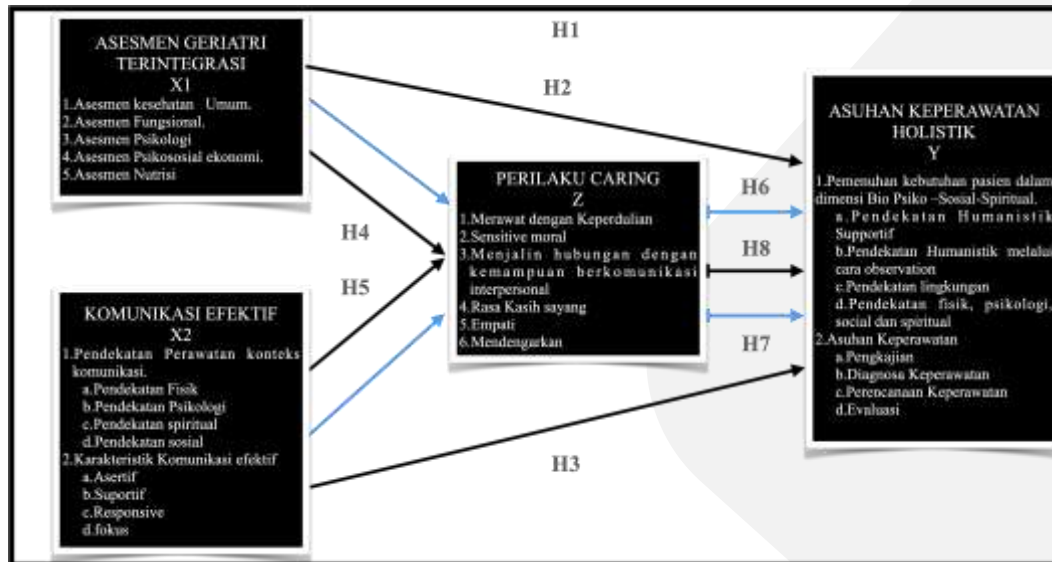 H1
ASESMEN GERIATRI
TERINTEGRASI
X1
1.Asesmen kesehatan Umum.
2.Asesmen Fungsional.
3.Asesmen Psikologi
4.Asesmen Psikososial ekonomi.
5.Asesmen Nutrisi
H2
H4
H5
KOMUNIKASI EFEKTIF
X2
1.Pendekatan Perawatan konteks
komunikasi.
a.Pendekatan Fisik
b.Pendekatan Psikologi
c.Pendekatan spiritual
d.Pendekatan sosial
2.Karakteristik Komunikasi efektif
a.Asertif
b.Suportif
c.Responsive
d.fokus
PERILAKU CARING
Z
1.Merawat dengan Keperdulian
2.Sensitive moral
3.Menjalin hubungan dengan
kemampuan berkomunikasi
interpersonal
4.Rasa Kasih sayang
5.Empati
6.Mendengarkan
H6
H8
H7
H3
ASUHAN KEPERAWATAN
HOLISTIK
Y
1.Pemenuhan kebutuhan pasien dalam
dimensi Bio Psiko –Sosial-Spiritual.
a.Pendekatan Humanistik
Supportif
b.Pendekatan Humanistik melalui
cara observation
c.Pendekatan lingkungan
d.Pendekatan fisik, psikologi,
social dan spiritual
2.Asuhan Keperawatan
a.Pengkajian
b.Diagnosa Keperawatan
c.Perencanaan Keperawatan
d.Evaluasi